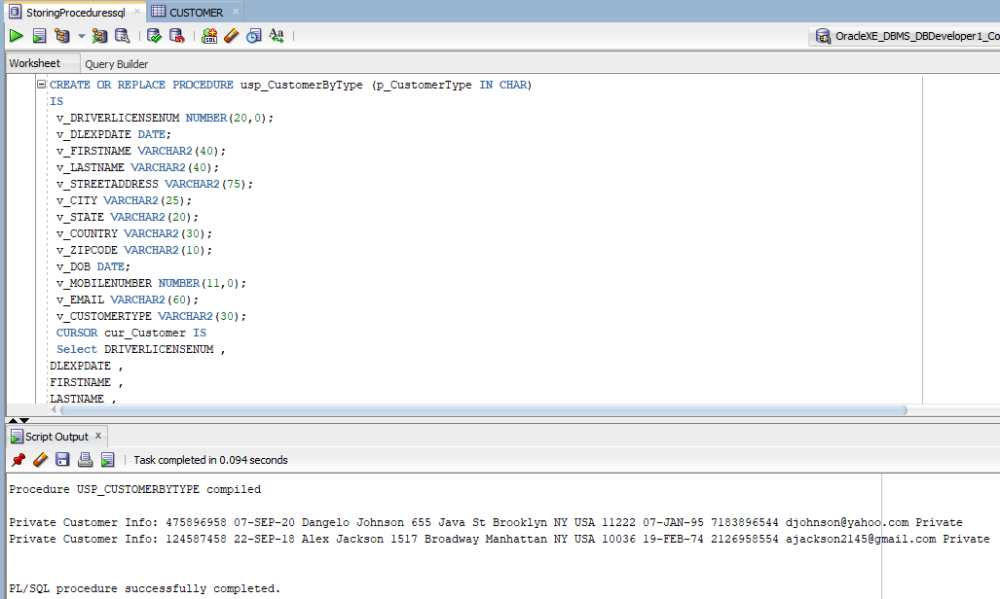 StoringProceduressql × CUSTOMER ×
OracleXE_DBMS_DBDeveloper1_Co
Worksheet Query Builder
CREATE OR REPLACE PROCEDURE usp_CustomerByType (p_CustomerType IN CHAR)
IS
v_DRIVERLICENSENUM NUMBER(20,0);
v_DLEXPDATE DATE;
v_FIRSTNAME VARCHAR2(40);
v_LASTNAME VARCHAR2(40);
v_STREETADDRESS VARCHAR2(75);
v_CITY VARCHAR2(25);
v_STATE VARCHAR2(20);
v_COUNTRY VARCHAR2(30);
v_ZIPCODE VARCHAR2(10);
v_DOB DATE;
v_MOBILENUMBER NUMBER(11,0);
v_EMAIL VARCHAR2(60);
v_CUSTOMERTYPE VARCHAR2(30);
CURSOR cur_Customer IS
Select DRIVERLICENSENUM ,
DLEXPDATE ,
FIRSTNAME ,
LASTNAME ,
Script Output ×
Task completed in 0.094 seconds
Procedure USP_CUSTOMERBYTYPE compiled
Private Customer Info: 475896958 07-SEP-20 Dangelo Johnson 655 Java St Brooklyn NY USA 11222 07-JAN-95 7183896544 djohnson@yahoo.com Private
Private Customer Info: 124587458 22-SEP-18 Alex Jackson 1517 Broadway Manhattan NY USA 10036 19-FEB-74 2126958554 ajackson2145@gmail.com Private
PL/SQL procedure successfully completed.